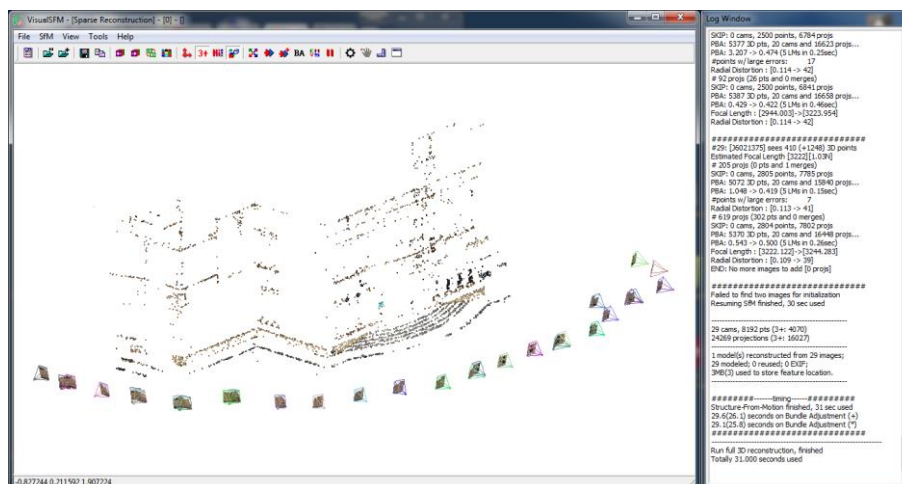 VisualSFM - [Sparse Reconstruction] - [0] - []
File SfM View Tools Help
3+
BA
-0.827244 0.211592 1.907224
Log Window
SKIP: 0 cams, 2500 points, 6784 projs
PBA: 5377 3D pts, 20 cams and 16623 projs...
PBA: 3.207 -> 0.474 (5 LMs in 0.25sec)
#points w/large errors: 17
Radial Distortion : [0.114 -> 42]
# 92 projs (26 pts and 0 merges)
SKIP: 0 cams, 2500 points, 6841 projs
PBA: 5387 3D pts, 20 cams and 16658 projs...
PBA: 0.429 -> 0.422 (5 LMs in 0.46sec)
Focal Length : [2944.003]->[3223.954]
Radial Distortion : [0.114 -> 42]
##############################
#29: [J6021375] sees 410 (+1248) 3D points
Estimated Focal Length [3222][1.03N]
# 205 projs (0 pts and 1 merges)
SKIP: 0 cams, 2805 points, 7785 projs
PBA: 5072 3D pts, 20 cams and 15840 projs...
PBA: 1.048 -> 0.419 (5 LMs in 0.15sec)
#points w/large errors: 7
Radial Distortion : [0.113 -> 41]
# 619 projs (302 pts and 0 merges)
SKIP: 0 cams, 2804 points, 7802 projs
PBA: 5370 3D pts, 20 cams and 16448 projs...
PBA: 0.543 -> 0.500 (5 LMs in 0.26sec)
Focal Length : [3222.122]->[3244.283]
Radial Distortion : [0.109 -> 39]
END: No more images to add [0 projs]
##############################
Failed to find two images for initialization
Resuming SfM finished, 30 sec used
----------------------------------------------------------------
29 cams, 8192 pts (3+: 4070)
24269 projections (3+: 16027)
----------------------------------------------------------------
1 model(s) reconstructed from 29 images;
29 modeled; 0 reused; 0 EXIF;
3MB(3) used to store feature location.
----------------------------------------------------------------
########-------timing------#########
Structure-From-Motion finished, 31 sec used
29.6(26.1) seconds on Bundle Adjustment (+)
29.1(25.8) seconds on Bundle Adjustment (*)
##############################
----------------------------------------------------------------
Run full 3D reconstruction, finished
Totally 31.000 seconds used